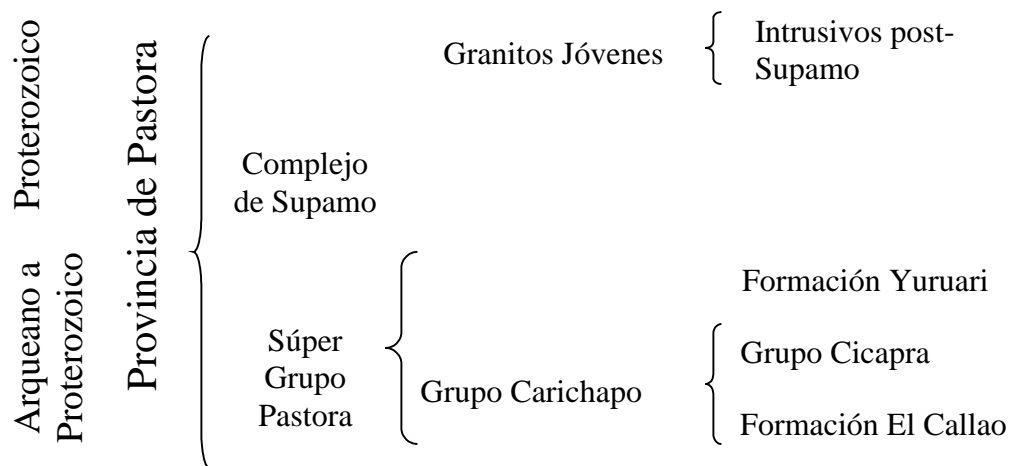 Proterozoico
Arqueano a
Proterozoico
Provincia de Pastora
Granitos Jóvenes
Intrusivos post-
Supamo
Complejo
de Supamo
Súper
Grupo
Pastora
Formación Yuruari
Grupo Carichapo
Grupo Cicapra
Formación El Callao